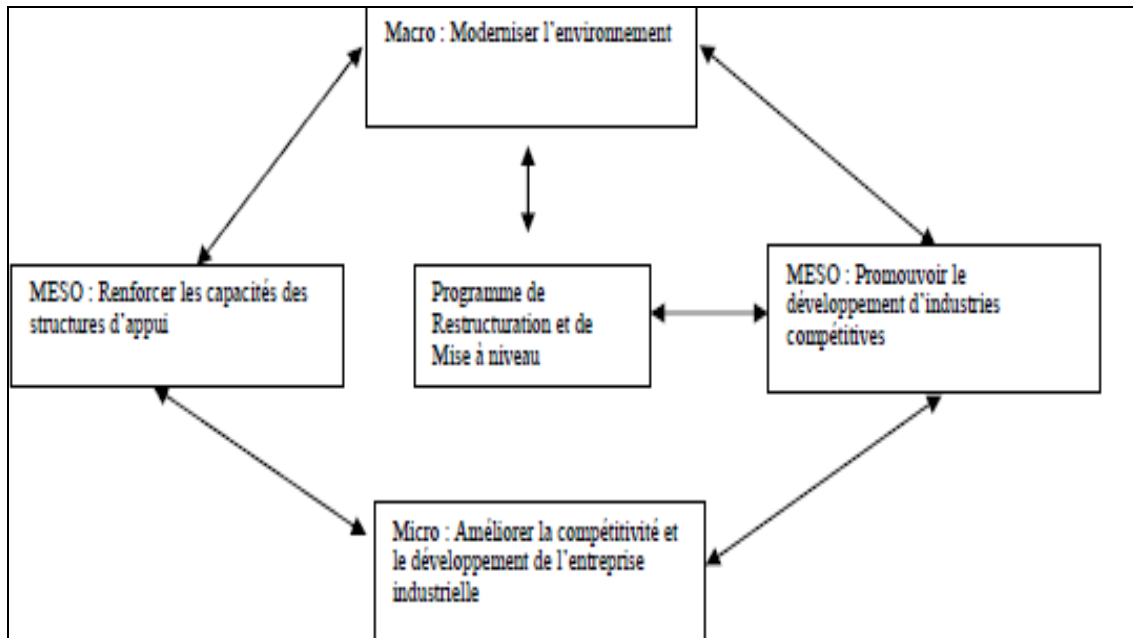 Macro : Moderniser l'environnement
MESO : Renforcer les capacités des
structures d'appui
Programme de
Restructuration et de
Mise à niveau
MESO : Promouvoir le
développement d'industries
compétitives
Micro : Améliorer la compétitivité et
le développement de l'entreprise
industrielle